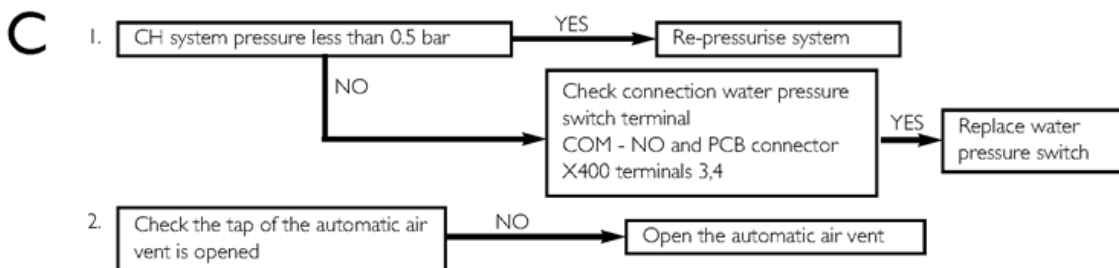 C
1. CH system pressure less than 0.5 bar
YES
Re-pressurise system
NO
Check connection water pressure
switch terminal
COM - NO and PCB connector
X400 terminals 3,4
YES
Replace water
pressure switch
2. Check the tap of the automatic air
vent is opened
NO
Open the automatic air vent